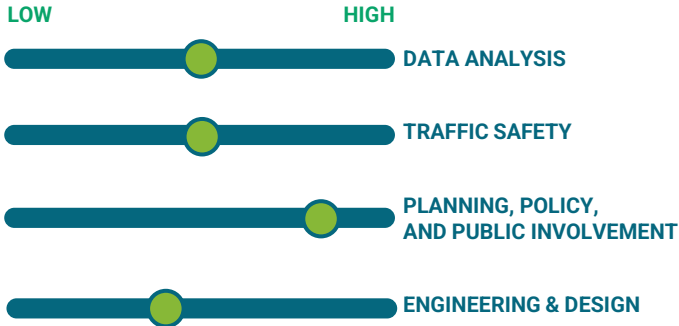 LOW HIGH
DATA ANALYSIS
TRAFFIC SAFETY
PLANNING, POLICY,
AND PUBLIC INVOLVEMENT
ENGINEERING & DESIGN